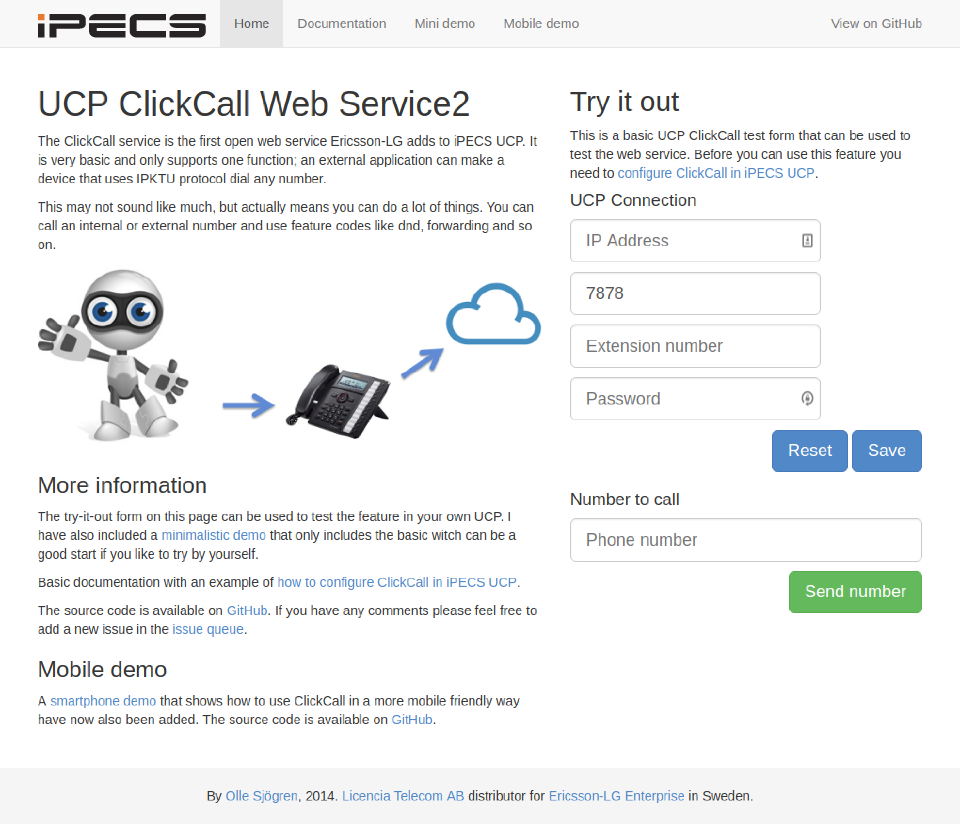 iPECS
Home
Documentation
Mini demo
Mobile demo
View on GitHub
UCP ClickCall Web Service2
The ClickCall service is the first open web service Ericsson-LG adds to iPECS UCP. It
is very basic and only supports one function; an external application can make a
device that uses IPKTU protocol dial any number.
This may not sound like much, but actually means you can do a lot of things. You can
call an internal or external number and use feature codes like dnd, forwarding and so
on.
More information
The try-it-out form on this page can be used to test the feature in your own UCP. I
have also included a minimalistic demo that only includes the basic witch can be a
good start if you like to try by yourself.
Basic documentation with an example of how to configure ClickCall in iPECS UCP.
The source code is available on GitHub. If you have any comments please feel free to
add a new issue in the issue queue.
Mobile demo
A smartphone demo that shows how to use ClickCall in a more mobile friendly way
have now also been added. The source code is available on GitHub.
Try it out
This is a basic UCP ClickCall test form that can be used to
test the web service. Before you can use this feature you
need to configure ClickCall in iPECS UCP.
UCP Connection
IP Address
7878
Extension number
Password
Reset
Save
Number to call
Phone number
Send number
By Olle Sjögren, 2014. Licencia Telecom AB distributor for Ericsson-LG Enterprise in Sweden.